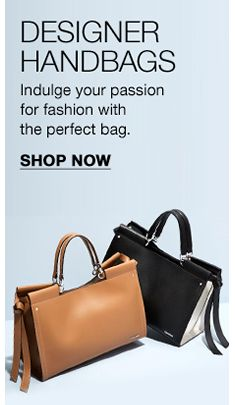 DESIGNER
HANDBAGS
Indulge your passion
for fashion with
the perfect bag.
SHOP NOW